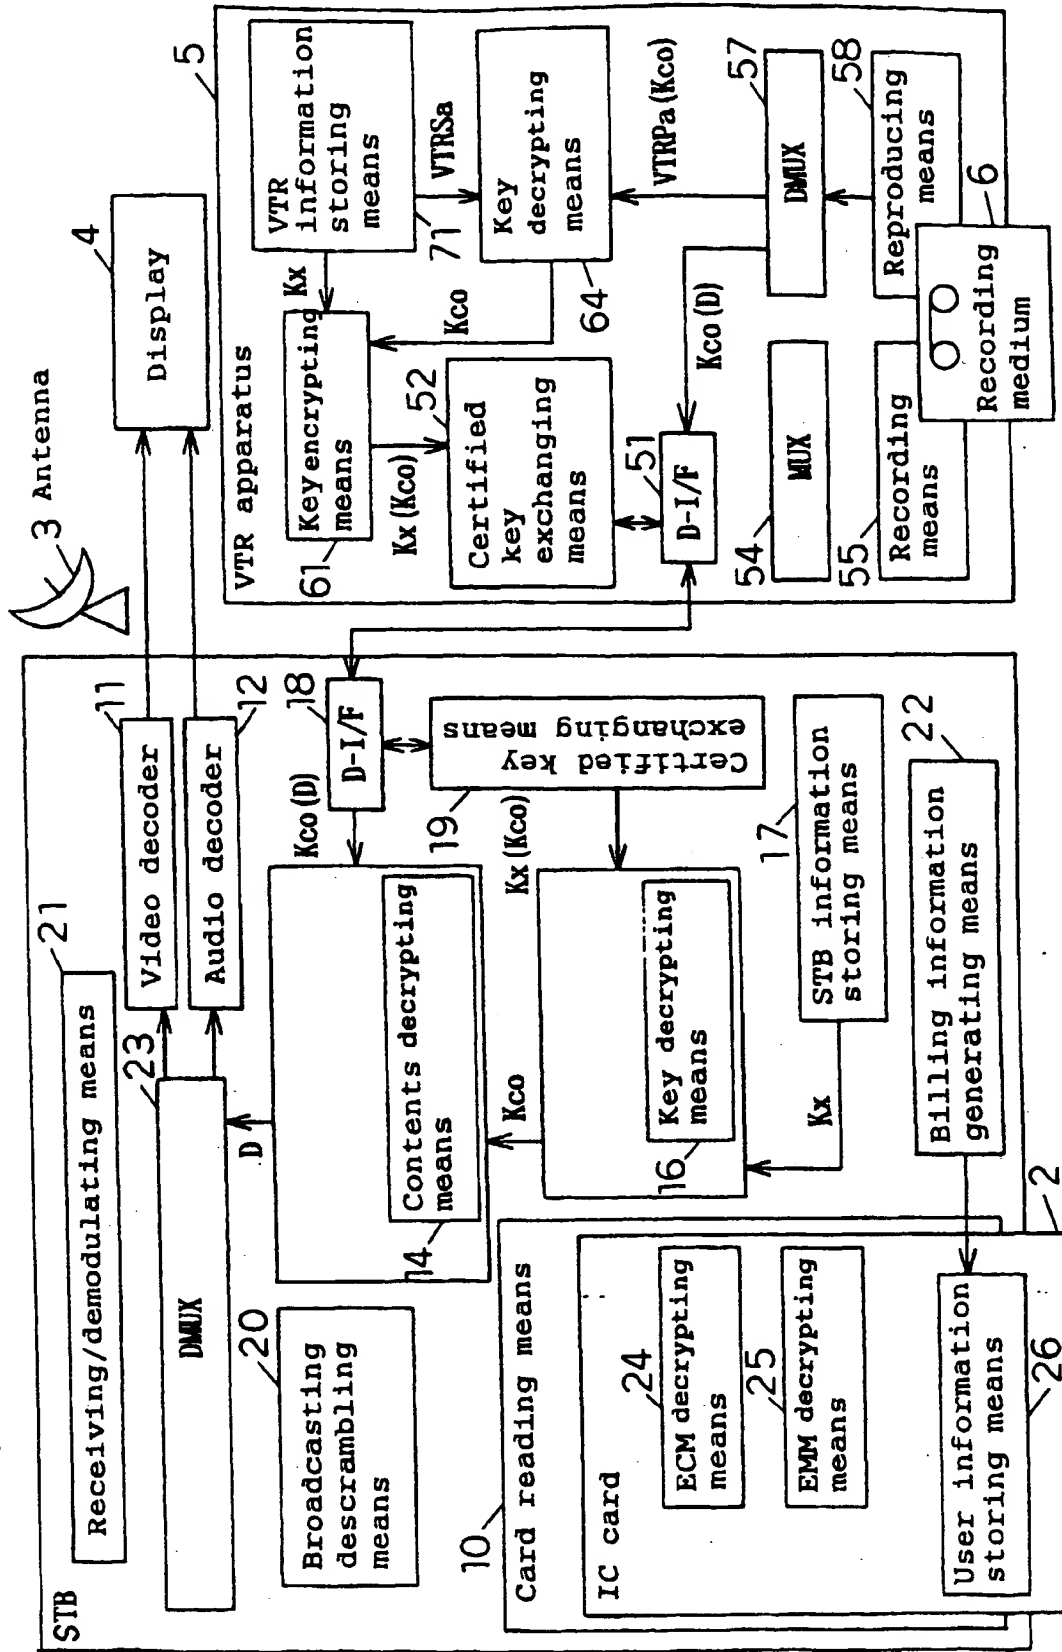 STB
21
Receiving/demodulating means
23
DMUX
11
Video decoder
12
Audio decoder
3 Antenna
4
Display
20
Broadcasting
descrambling
means
D
14
Contents decrypting
means
Kco(D)
18
D-I/F
19
Certified key
exchanging means
Kx(Kco)
Kco
16
Key decrypting
means
Kx
17
STB information
storing means
22
Billing information
generating means
10
Card reading means
IC card
2
24
ECM decrypting
means
25
EMM decrypting
means
User information
storing means
26
5
VTR apparatus
VTR
information
storing
means
71
VTRSa
Kx
Key encrypting
means
61
Kco
Key
decrypting
means
64
Kx(Kco)
52
Certified
key
exchanging
means
VTRPa(Kco)
51
D-I/F
Kco(D)
54
MUX
57
DMUX
55
Recording
means
58
Reproducing
means
6
Recording
medium